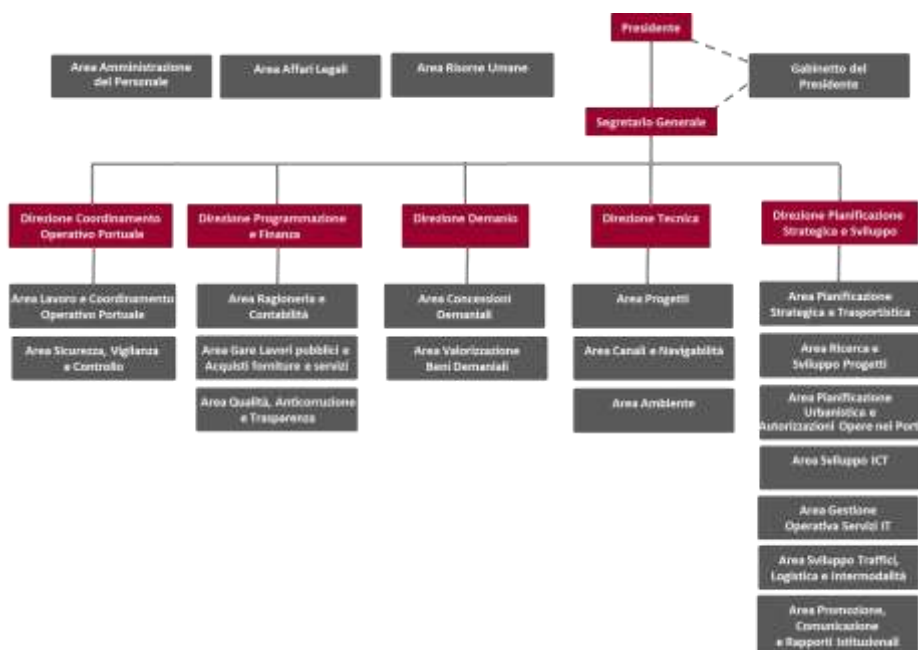 Presidente
Area Amministrazione
del Personale
Area Affari Legali
Area Risorse Umane
Gabinetto del
Presidente
Segretario Generale
Direzione Coordinamento
Operativo Portuale
Direzione Programmazione
e Finanza
Direzione Demanio
Direzione Tecnica
Direzione Pianificazione
Strategica e Sviluppo
Area Lavoro e Coordinamento
Operativo Portuale
Area Sicurezza, Vigilanza
e Controllo
Area Ragioneria e
Contabilità
Area Gare Lavori pubblici e
Acquisti forniture e servizi
Area Qualità, Anticorruzione
e Trasparenza
Area Concessioni
Demaniali
Area Valorizzazione
Beni Demaniali
Area Progetti
Area Canali e Navigabilità
Area Ambiente
Area Pianificazione
Strategica e Trasportistica
Area Ricerca e
Sviluppo Progetti
Area Pianificazione
Urbanistica e
Autorizzazioni Opere nei Porti
Area Sviluppo ICT
Area Gestione
Operativa Servizi IT
Area Sviluppo Traffici,
Logistica e Intermodalità
Area Promozione,
Comunicazione
e Rapporti Istituzionali